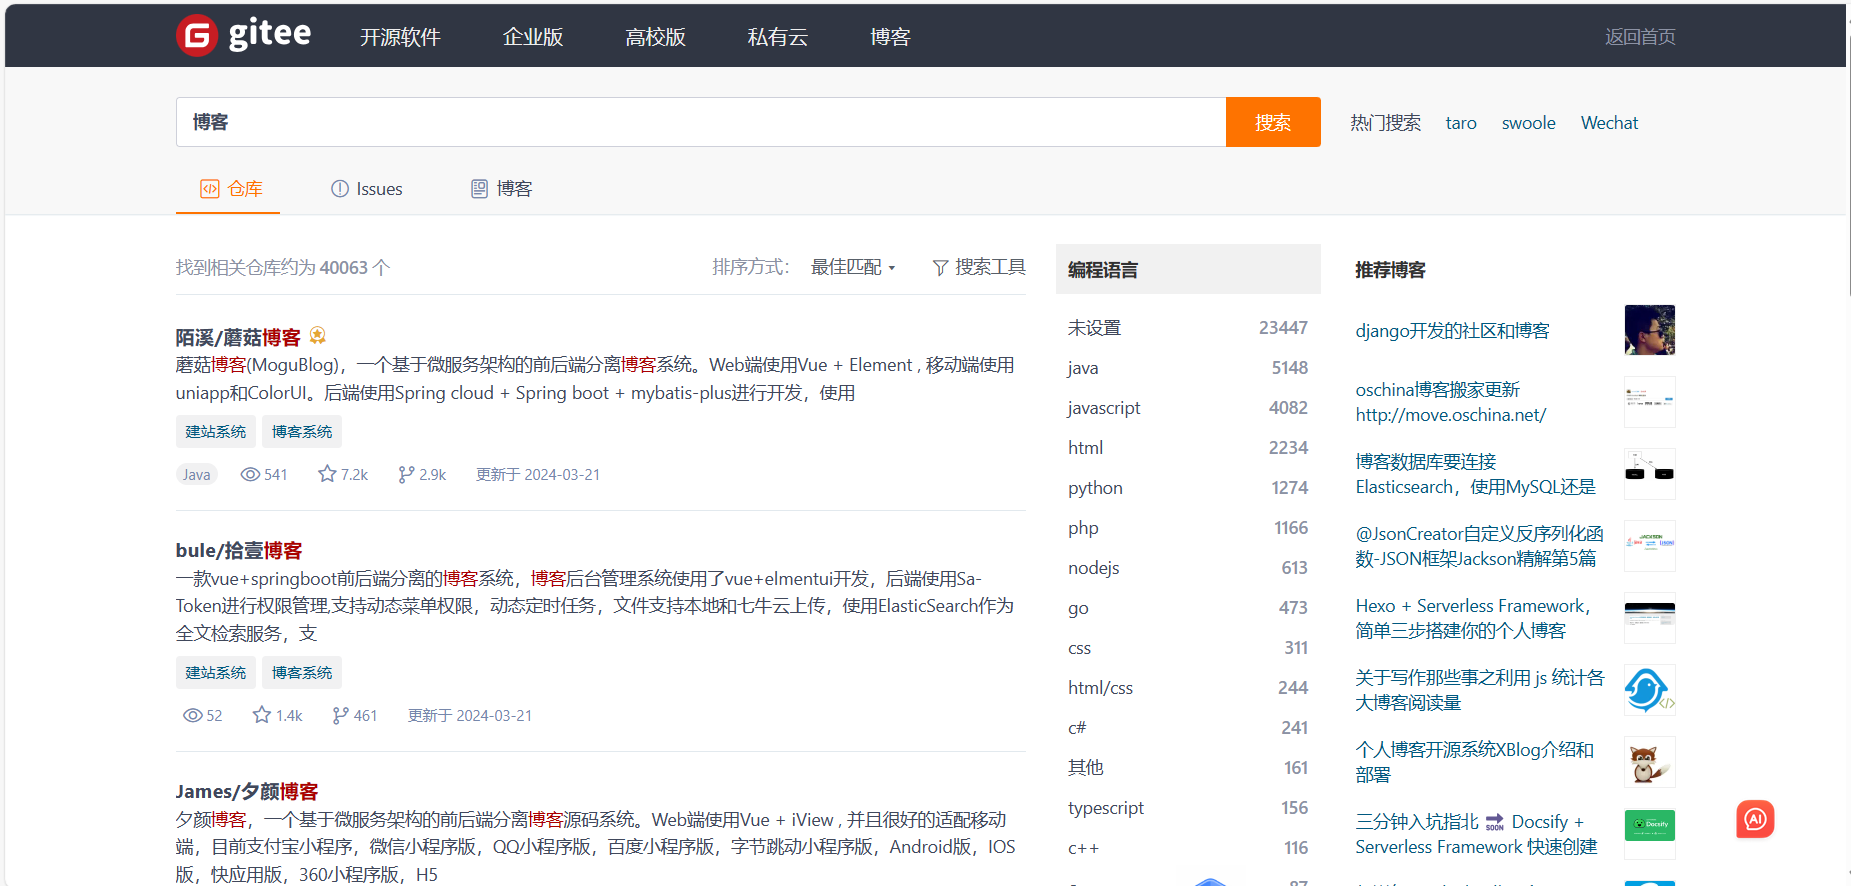 gitee 开源软件 企业版 高校版 私有云 博客 返回首页
博客 搜索 热门搜索 taro swoole Wechat
仓库 Issues 博客
找到相关仓库约为 40063 个 排序方式： 最佳匹配 搜索工具
陌溪/蘑菇博客
蘑菇博客(MoguBlog)，一个基于微服务架构的前后端分离博客系统。Web端使用Vue + Element , 移动端使用
uniapp和ColorUI。后端使用Spring cloud + Spring boot + mybatis-plus进行开发，使用
建站系统 博客系统
Java 541 7.2k 2.9k 更新于 2024-03-21
bule/拾壹博客
一款vue+springboot前后端分离的博客系统，博客后台管理系统使用了vue+elmentui开发，后端使用Sa-
Token进行权限管理,支持动态菜单权限，动态定时任务，文件支持本地和七牛云上传，使用ElasticSearch作为
全文检索服务，支
建站系统 博客系统
52 1.4k 461 更新于 2024-03-21
James/夕颜博客
夕颜博客，一个基于微服务架构的前后端分离博客源码系统。Web端使用Vue + iView , 并且很好的适配移动
端，目前支付宝小程序，微信小程序版，QQ小程序版，百度小程序版，字节跳动小程序版，Android版，IOS
版，快应用版，360小程序版，H5
编程语言
未设置 23447
java 5148
javascript 4082
html 2234
python 1274
php 1166
nodejs 613
go 473
css 311
html/css 244
c# 241
其他 161
typescript 156
c++ 116
推荐博客
django开发的社区和博客
oschina博客搬家更新
http://move.oschina.net/
博客数据库要连接
Elasticsearch，使用MySQL还是
@JsonCreator自定义反序列化函
数-JSON框架Jackson精解第5篇
Hexo + Serverless Framework，
简单三步搭建你的个人博客
关于写作那些事之利用 js 统计各
大博客阅读量
个人博客开源系统XBlog介绍和
部署
三分钟入坑指北 SOON Docsify +
Serverless Framework 快速创建
Docsify
AI